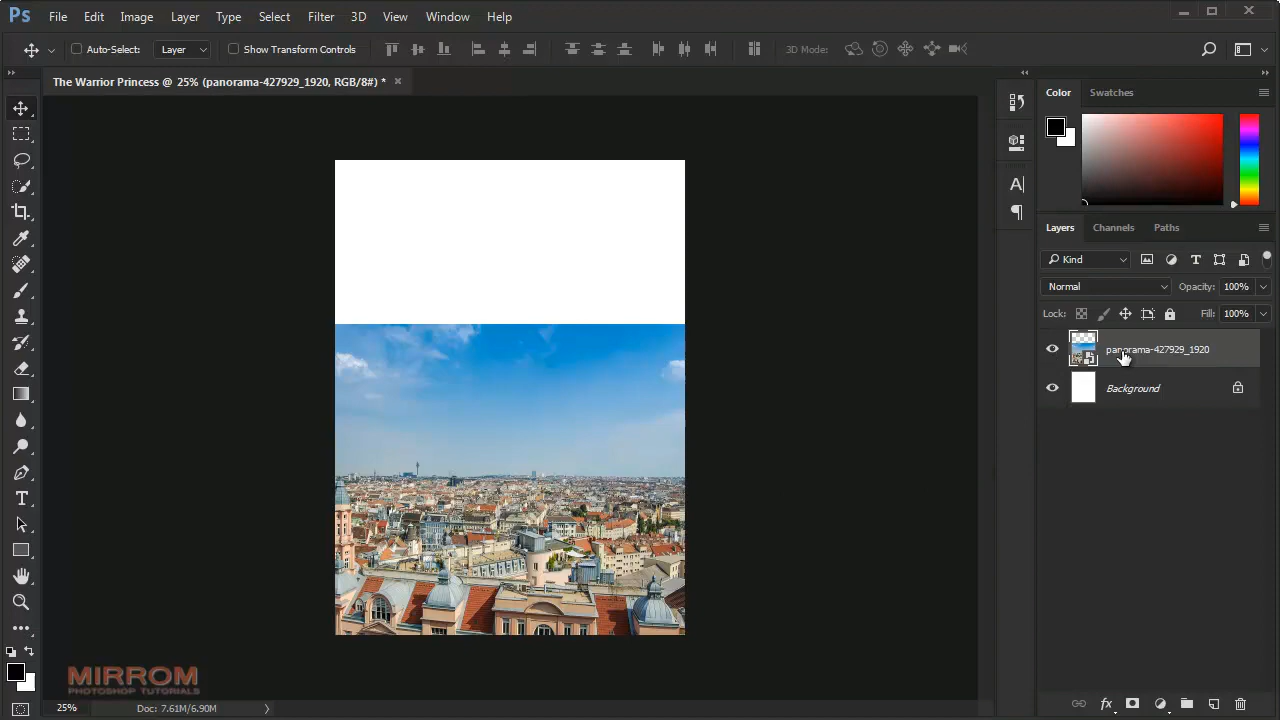 Ps File Edit Image Layer Type Select Filter 3D View Window Help
Auto-Select: Layer Show Transform Controls 3D Mode:
The Warrior Princess @ 25% (panorama-427929_1920, RGB/8#) * ×
Color Swatches
Layers Channels Paths
Kind
Normal Opacity: 100%
Lock: Fill: 100%
panorama-427929_1920
Background
MIRROM
PHOTOSHOP TUTORIALS
25% Doc: 7.61M/6.90M
fx